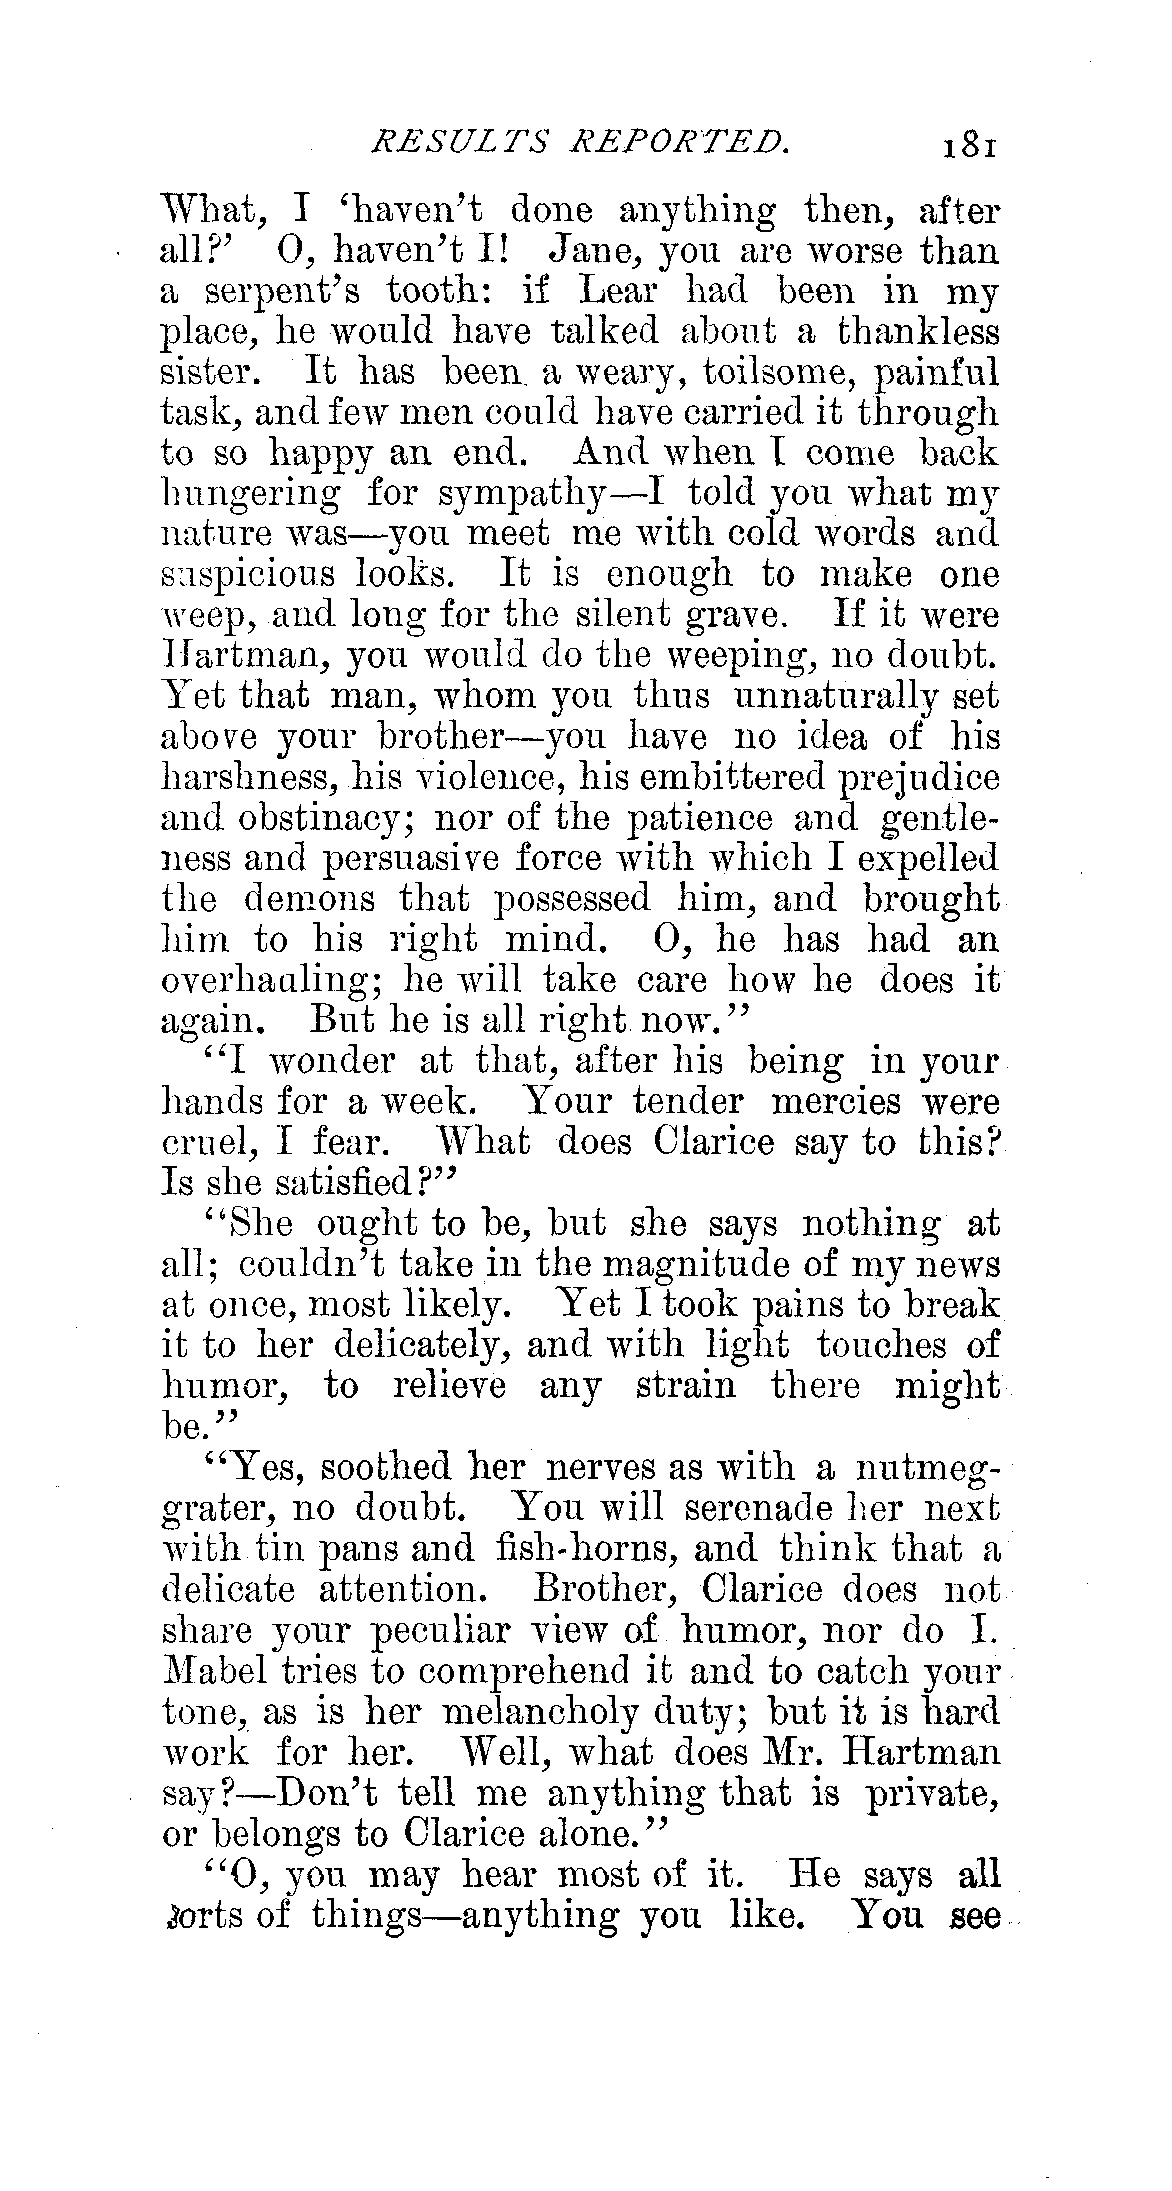 RESULTS REPORTED. 181
What, I 'haven't done anything then, after
all?' O, haven't I! Jane, you are worse than
a serpent's tooth: if Lear had been in my
place, he would have talked about a thankless
sister. It has been a weary, toilsome, painful
task, and few men could have carried it through
to so happy an end. And when I come back
hungering for sympathy—I told you what my
nature was—you meet me with cold words and
suspicious looks. It is enough to make one
weep, and long for the silent grave. If it were
Hartman, you would do the weeping, no doubt.
Yet that man, whom you thus unnaturally set
above your brother—you have no idea of his
harshness, his violence, his embittered prejudice
and obstinacy; nor of the patience and gentle-
ness and persuasive force with which I expelled
the demons that possessed him, and brought
him to his right mind. O, he has had an
overhauling; he will take care how he does it
again. But he is all right now."
"I wonder at that, after his being in your
hands for a week. Your tender mercies were
cruel, I fear. What does Clarice say to this?
Is she satisfied?"
"She ought to be, but she says nothing at
all; couldn't take in the magnitude of my news
at once, most likely. Yet I took pains to break
it to her delicately, and with light touches of
humor, to relieve any strain there might
be."
"Yes, soothed her nerves as with a nutmeg-
grater, no doubt. You will serenade her next
with tin pans and fish-horns, and think that a
delicate attention. Brother, Clarice does not
share your peculiar view of humor, nor do I.
Mabel tries to comprehend it and to catch your
tone, as is her melancholy duty; but it is hard
work for her. Well, what does Mr. Hartman
say?—Don't tell me anything that is private,
or belongs to Clarice alone."
"O, you may hear most of it. He says all
sorts of things—anything you like. You see